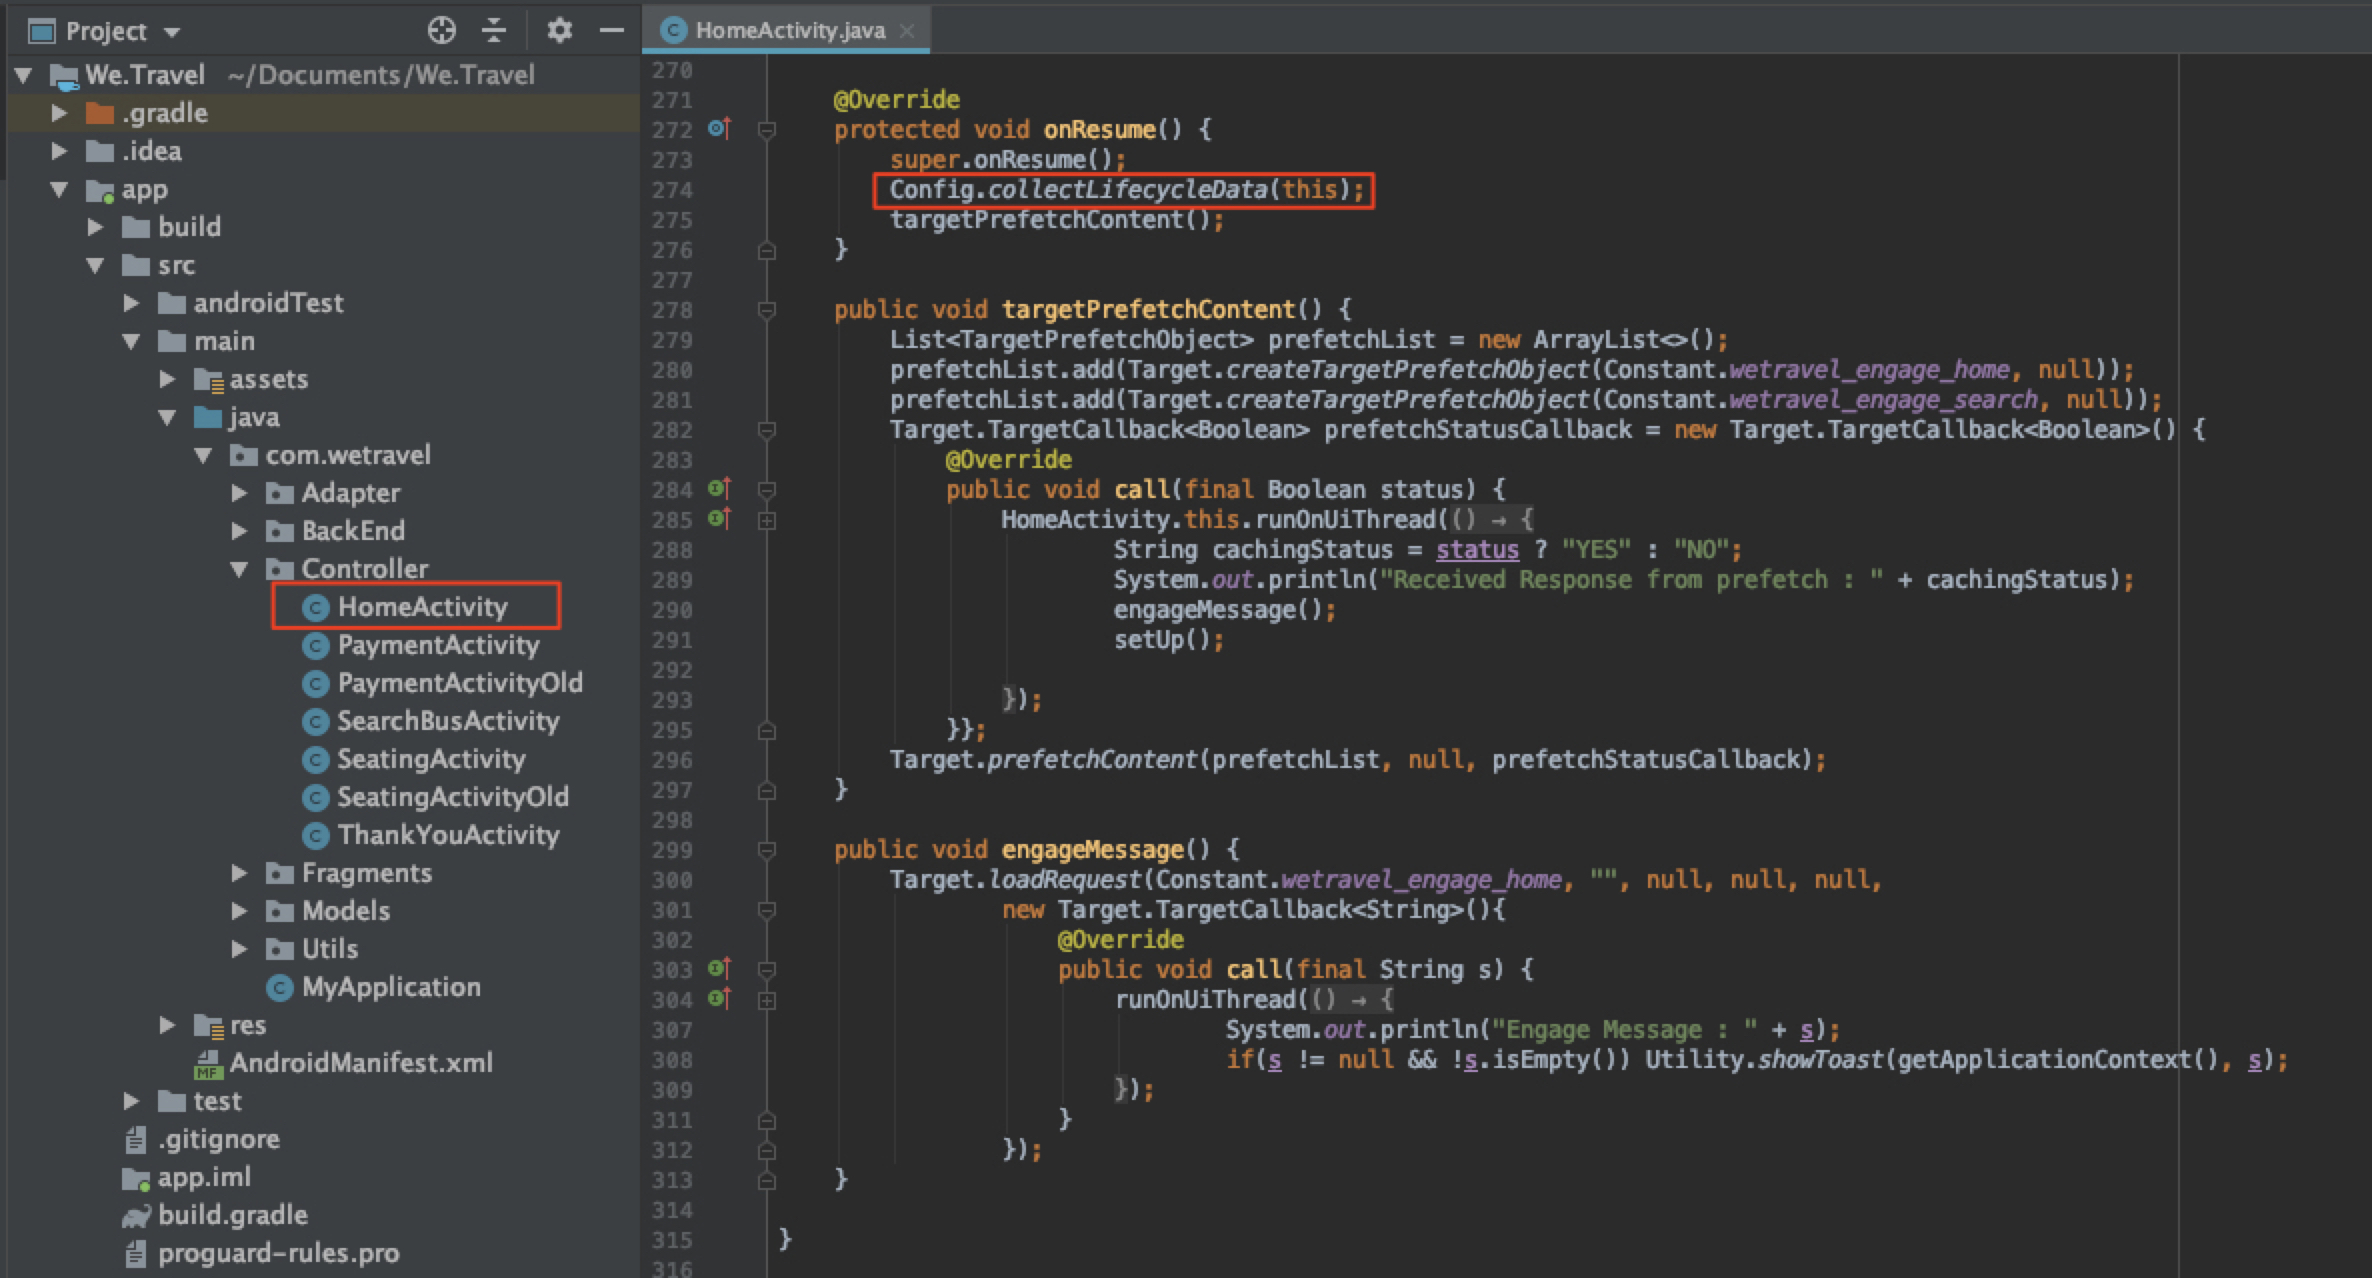 Project
We.Travel ~/Documents/We.Travel
.gradle
.idea
app
build
src
androidTest
main
assets
java
com.wetravel
Adapter
BackEnd
Controller
HomeActivity
PaymentActivity
PaymentActivityOld
SearchBusActivity
SeatingActivity
SeatingActivityOld
ThankYouActivity
Fragments
Models
Utils
MyApplication
res
AndroidManifest.xml
test
.gitignore
app.iml
build.gradle
proguard-rules.pro
HomeActivity.java
270
271 @Override
272 protected void onResume() {
273 super.onResume();
274 Config.collectLifecycleData(this);
275 targetPrefetchContent();
276 }
277
278 public void targetPrefetchContent() {
279 List<TargetPrefetchObject> prefetchList = new ArrayList<>();
280 prefetchList.add(Target.createTargetPrefetchObject(Constant.wetravel_engage_home, null));
281 prefetchList.add(Target.createTargetPrefetchObject(Constant.wetravel_engage_search, null));
282 Target.TargetCallback<Boolean> prefetchStatusCallback = new Target.TargetCallback<Boolean>() {
283 @Override
284 public void call(final Boolean status) {
285 HomeActivity.this.runOnUiThread(() → {
288 String cachingStatus = status ? "YES" : "NO";
289 System.out.println("Received Response from prefetch : " + cachingStatus);
290 engageMessage();
291 setUp();
292
293 });
295 }};
296 Target.prefetchContent(prefetchList, null, prefetchStatusCallback);
297 }
298
299 public void engageMessage() {
300 Target.loadRequest(Constant.wetravel_engage_home, "", null, null, null,
301 new Target.TargetCallback<String>(){
302 @Override
303 public void call(final String s) {
304 runOnUiThread(() → {
307 System.out.println("Engage Message : " + s);
308 if(s != null && !s.isEmpty()) Utility.showToast(getApplicationContext(), s);
309 });
311 }
312 });
313 }
314
315 }
316